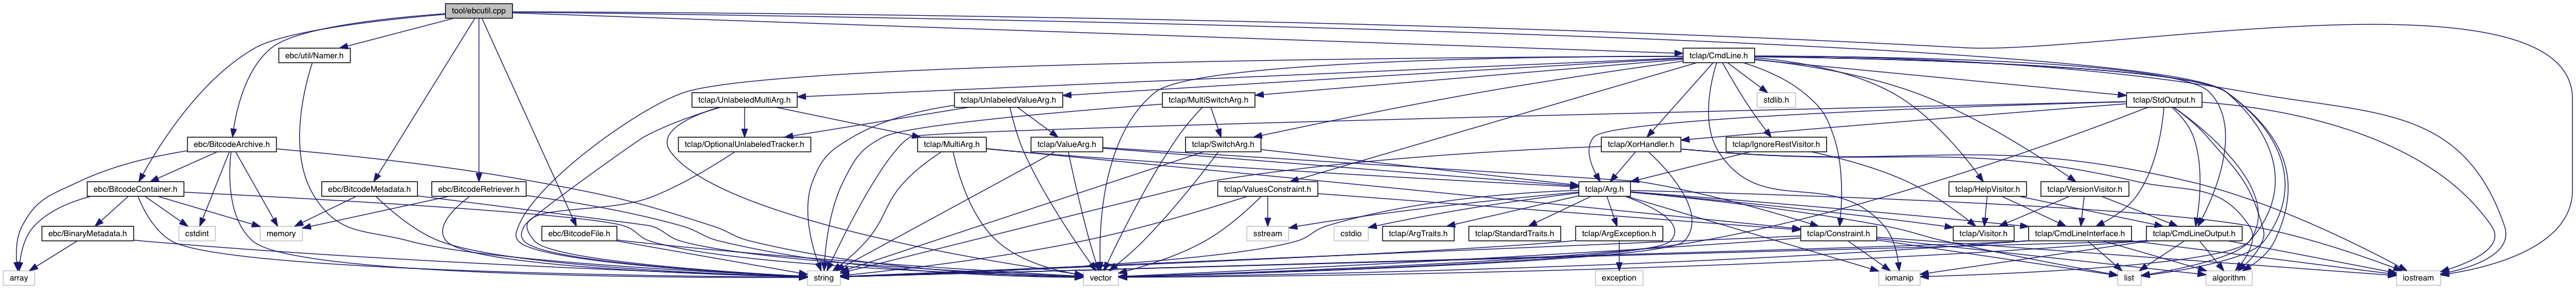 tool/ebcutil.cpp
ebc/util/Namer.h
tclap/CmdLine.h
tclap/UnlabeledMultiArg.h
tclap/UnlabeledValueArg.h
tclap/MultiSwitchArg.h
stdlib.h
tclap/StdOutput.h
ebc/BitcodeArchive.h
tclap/OptionalUnlabeledTracker.h
tclap/MultiArg.h
tclap/ValueArg.h
tclap/SwitchArg.h
tclap/XorHandler.h
tclap/IgnoreRestVisitor.h
ebc/BitcodeContainer.h
ebc/BitcodeMetadata.h
ebc/BitcodeRetriever.h
tclap/ValuesConstraint.h
tclap/Arg.h
tclap/HelpVisitor.h
tclap/VersionVisitor.h
ebc/BinaryMetadata.h
cstdint
memory
ebc/BitcodeFile.h
sstream
cstdio
tclap/ArgTraits.h
tclap/StandardTraits.h
tclap/ArgException.h
tclap/Constraint.h
tclap/Visitor.h
tclap/CmdLineInterface.h
tclap/CmdLineOutput.h
array
string
vector
exception
iomanip
list
algorithm
iostream